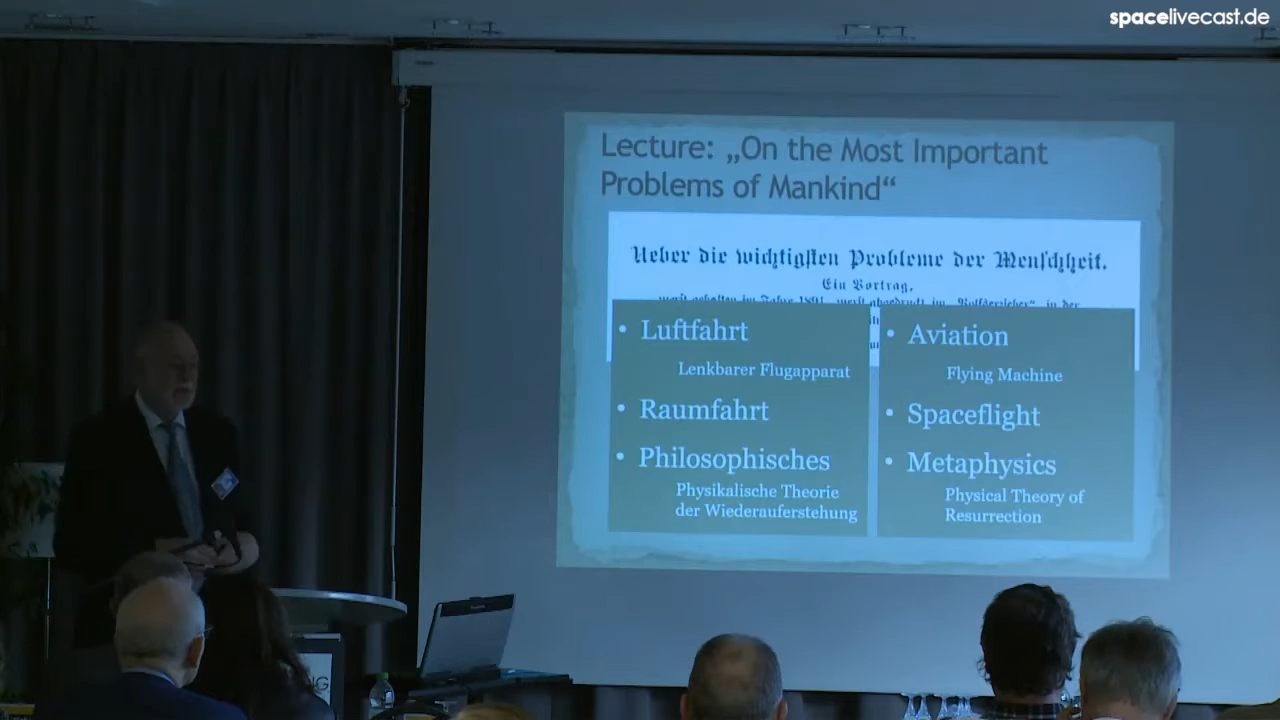 spacelivecast.de
Lecture: „On the Most Important
Problems of Mankind“
Ueber die wichtigſten Probleme der Menſchheit.
Ein Vortrag,
• Luftfahrt
Lenkbarer Flugapparat
• Raumfahrt
• Philosophisches
Physikalische Theorie
der Wiederauferstehung
• Aviation
Flying Machine
• Spaceflight
• Metaphysics
Physical Theory of
Resurrection